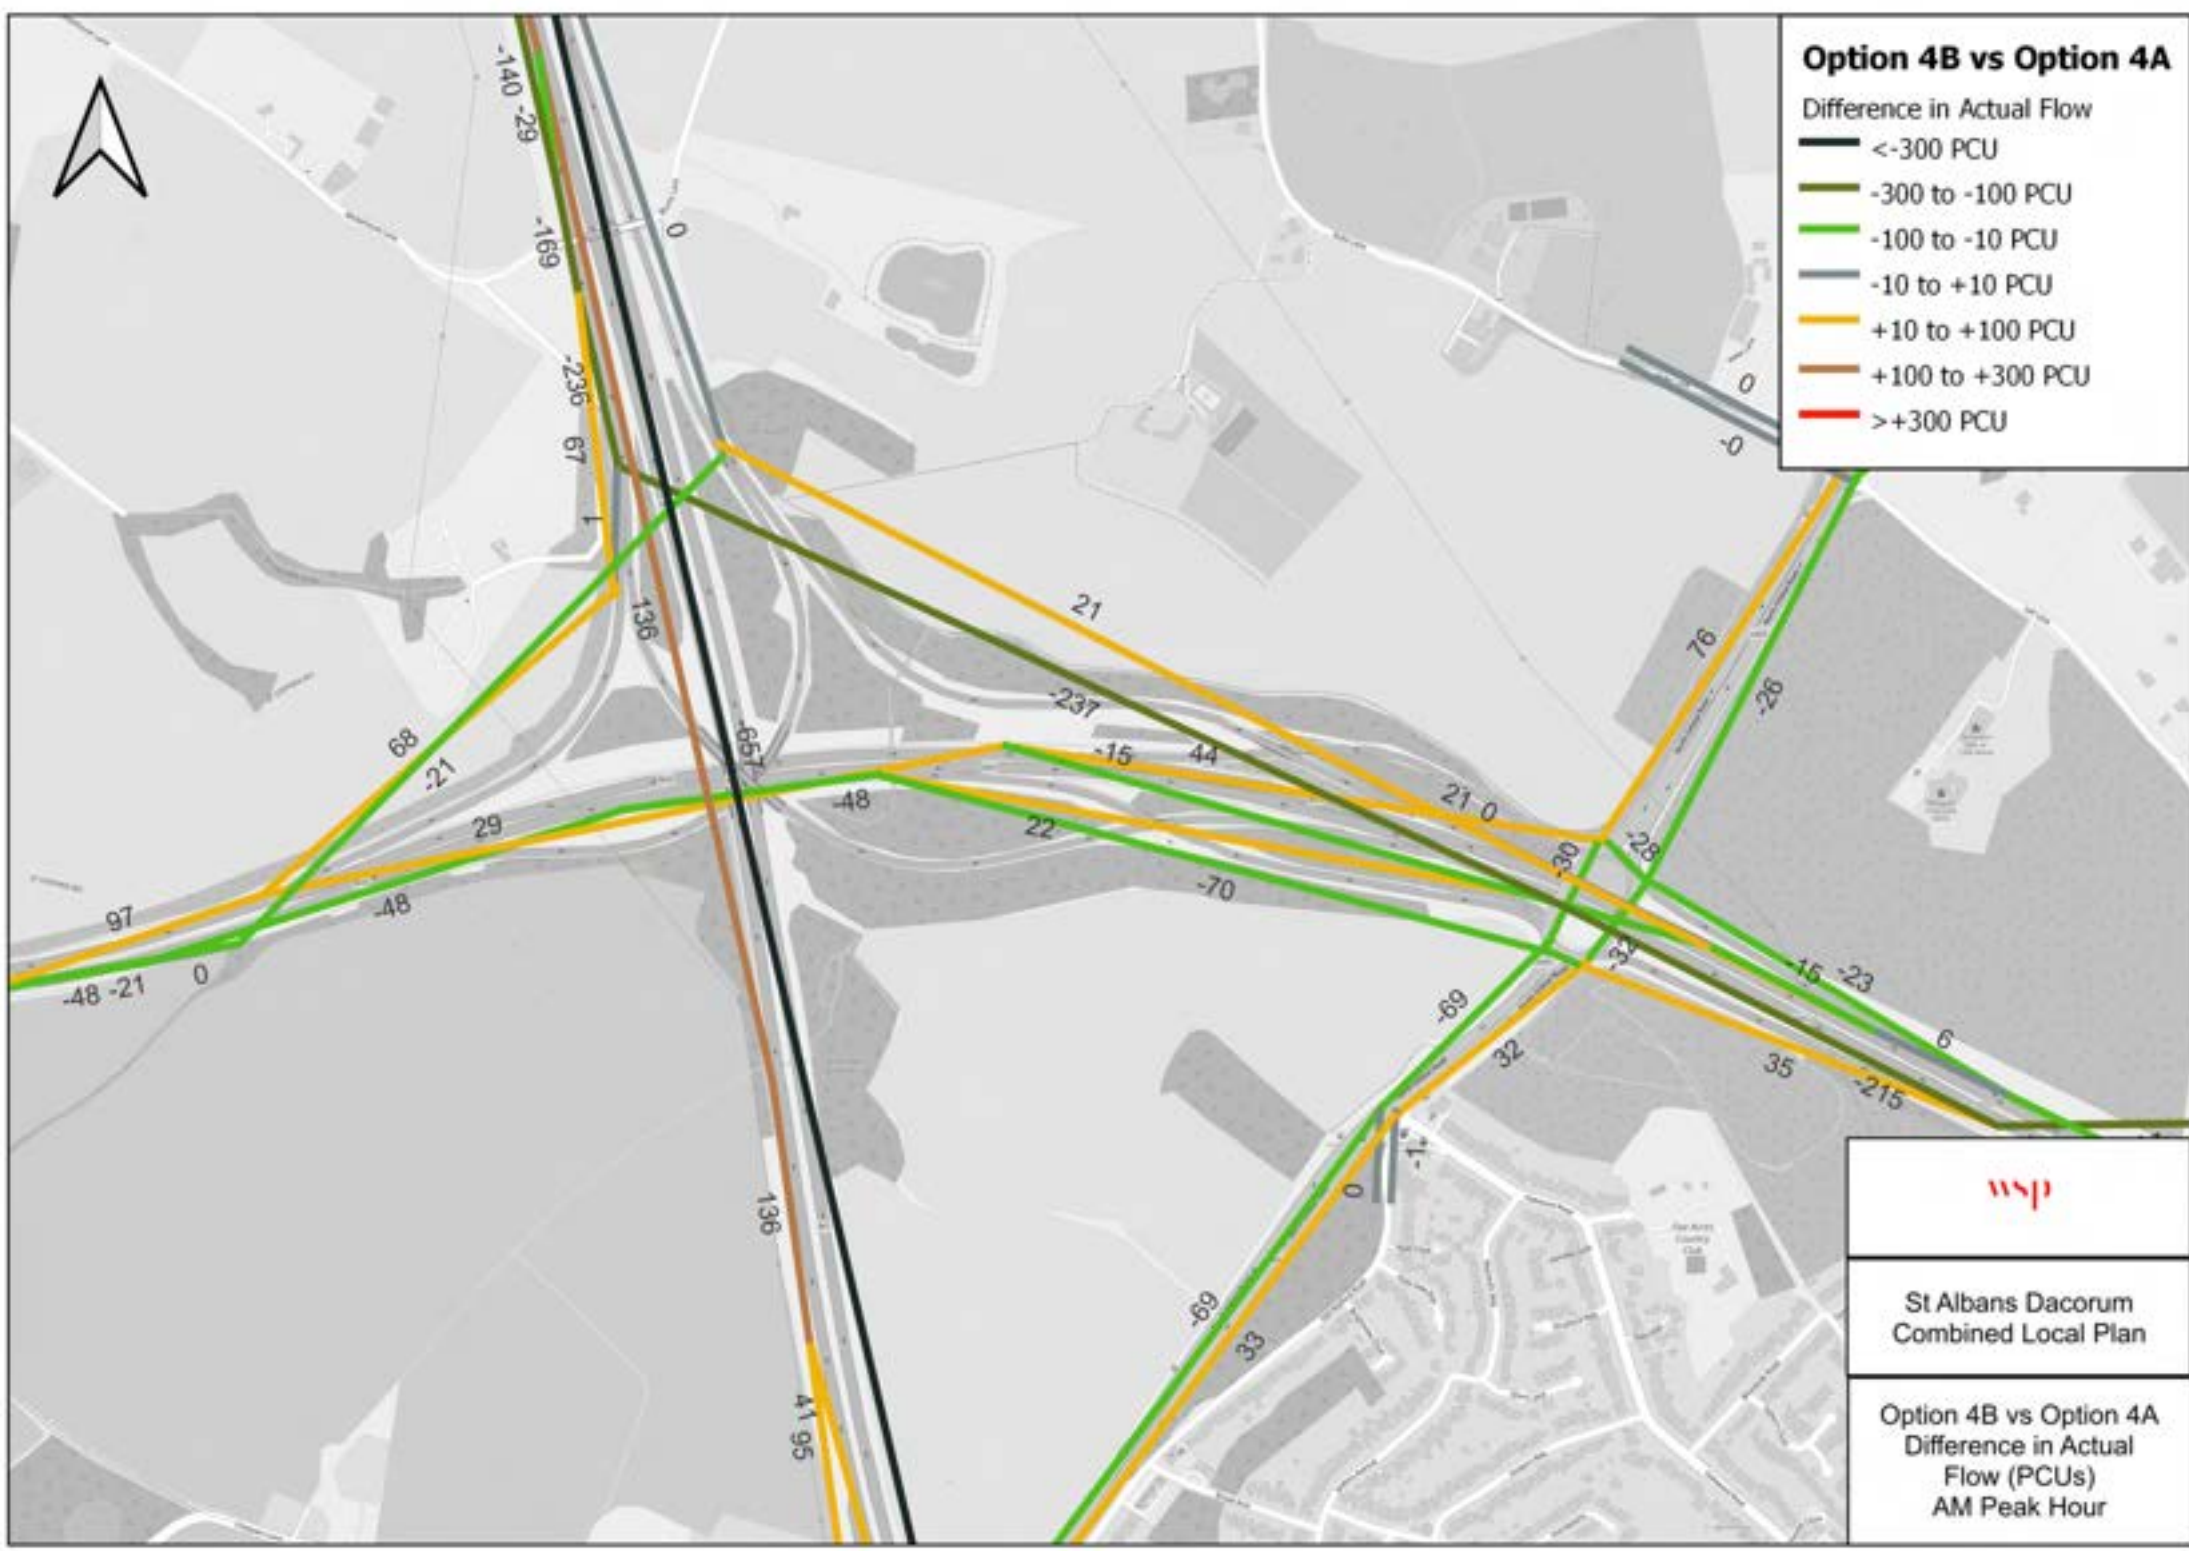 Option 4B vs Option 4A
Difference in Actual Flow
<-300 PCU
-300 to -100 PCU
-100 to -10 PCU
-10 to +10 PCU
+10 to +100 PCU
+100 to +300 PCU
>+300 PCU
-140 -29
-169
0
-236
67
1
136
21
0
-0
76
-26
-237
-657
-15 44
21 0
68
-21
29
-48
22
-70
-30
-28
-32
97
-48
-48 -21 0
-15 -23
6
-69
32
35
-215
-1
0
136
-69
33
41 95
wsp
St Albans Dacorum
Combined Local Plan
Option 4B vs Option 4A
Difference in Actual
Flow (PCUs)
AM Peak Hour